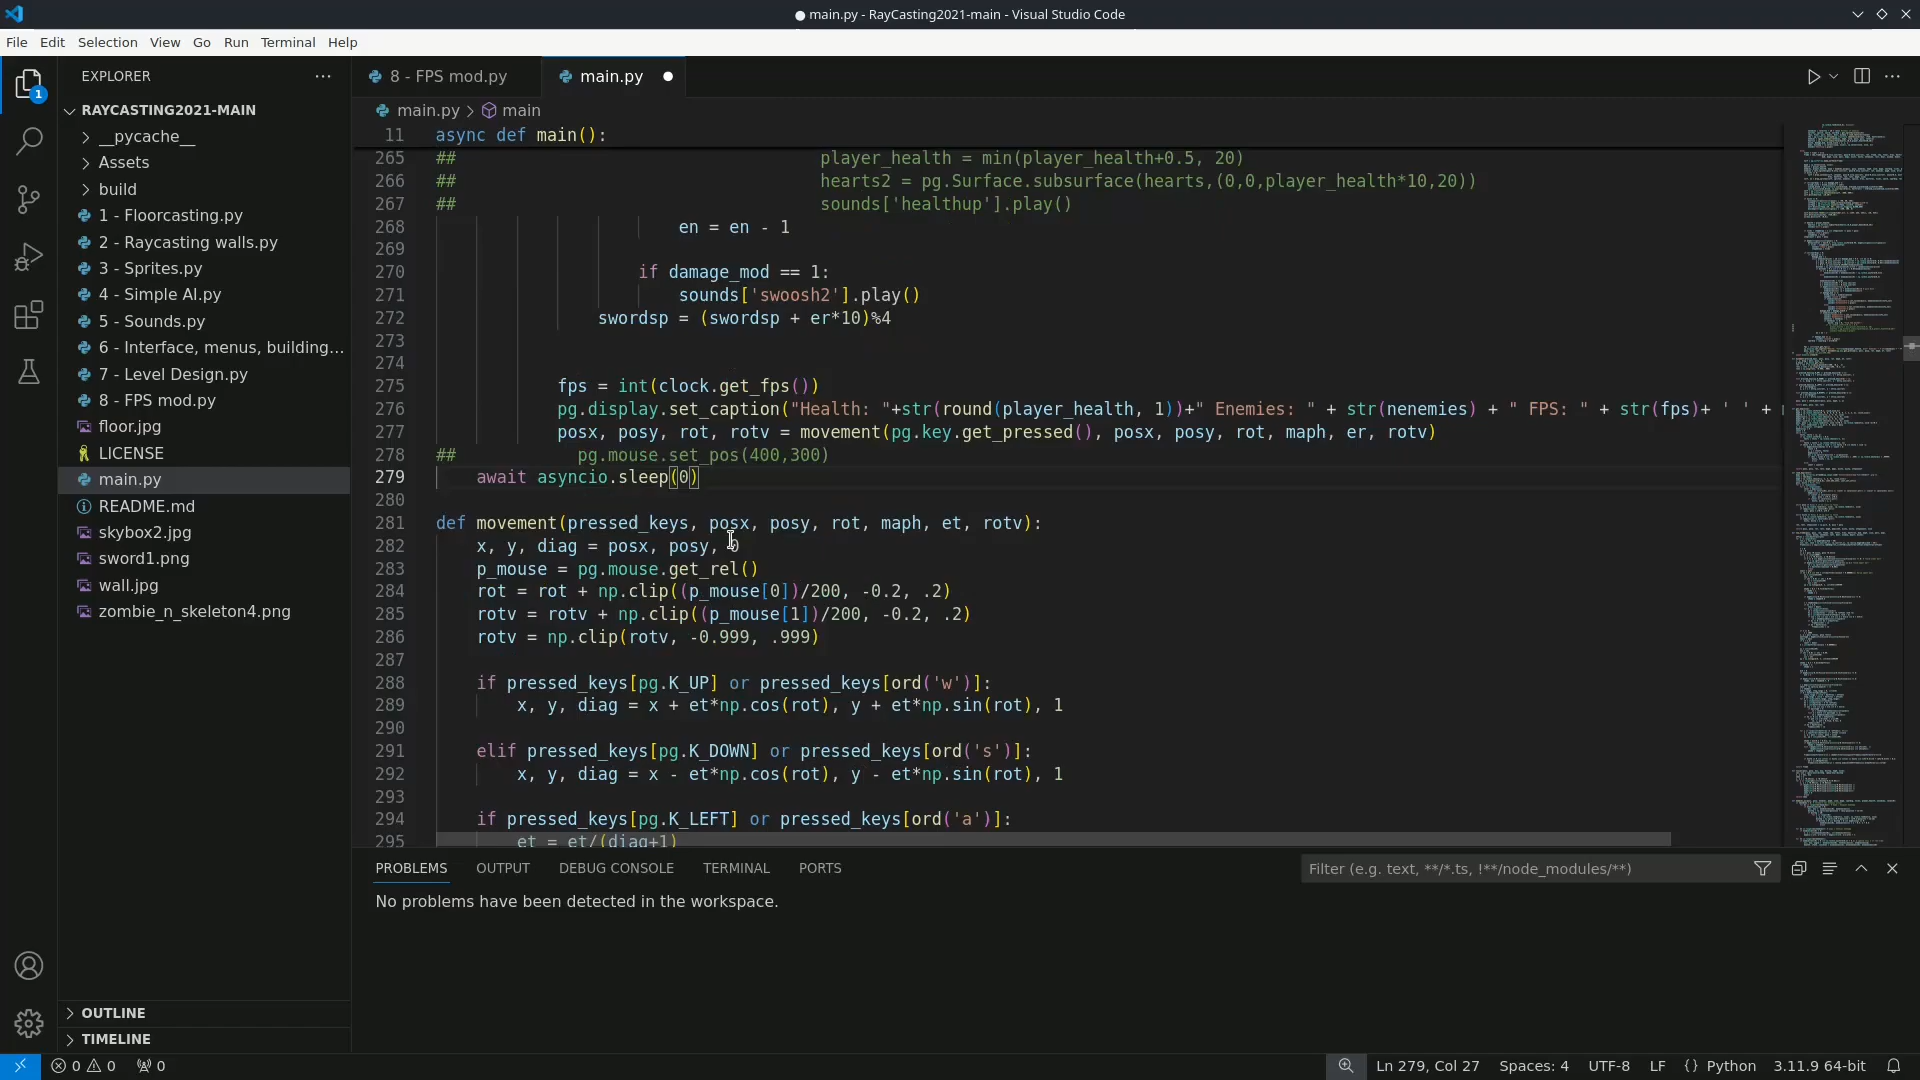 ● main.py - RayCasting2021-main - Visual Studio Code
File Edit Selection View Go Run Terminal Help
EXPLORER
RAYCASTING2021-MAIN
__pycache__
Assets
build
1 - Floorcasting.py
2 - Raycasting walls.py
3 - Sprites.py
4 - Simple AI.py
5 - Sounds.py
6 - Interface, menus, building...
7 - Level Design.py
8 - FPS mod.py
floor.jpg
LICENSE
main.py
README.md
skybox2.jpg
sword1.png
wall.jpg
zombie_n_skeleton4.png
OUTLINE
TIMELINE
8 - FPS mod.py main.py ●
main.py > main
11 async def main():
265 ## player_health = min(player_health+0.5, 20)
266 ## hearts2 = pg.Surface.subsurface(hearts,(0,0,player_health*10,20))
267 ## sounds['healthup'].play()
268 en = en - 1
269
270 if damage_mod == 1:
271 sounds['swoosh2'].play()
272 swordsp = (swordsp + er*10)%4
273
274
275 fps = int(clock.get_fps())
276 pg.display.set_caption("Health: "+str(round(player_health, 1))+" Enemies: " + str(nenemies) + " FPS: " + str(fps)+ ' ' +
277 posx, posy, rot, rotv = movement(pg.key.get_pressed(), posx, posy, rot, maph, er, rotv)
278 ## pg.mouse.set_pos(400,300)
279 await asyncio.sleep(0)
280
281 def movement(pressed_keys, posx, posy, rot, maph, et, rotv):
282 x, y, diag = posx, posy, 0
283 p_mouse = pg.mouse.get_rel()
284 rot = rot + np.clip((p_mouse[0])/200, -0.2, .2)
285 rotv = rotv + np.clip((p_mouse[1])/200, -0.2, .2)
286 rotv = np.clip(rotv, -0.999, .999)
287
288 if pressed_keys[pg.K_UP] or pressed_keys[ord('w')]:
289 x, y, diag = x + et*np.cos(rot), y + et*np.sin(rot), 1
290
291 elif pressed_keys[pg.K_DOWN] or pressed_keys[ord('s')]:
292 x, y, diag = x - et*np.cos(rot), y - et*np.sin(rot), 1
293
294 if pressed_keys[pg.K_LEFT] or pressed_keys[ord('a')]:
295 et = et/(diag+1)
PROBLEMS OUTPUT DEBUG CONSOLE TERMINAL PORTS
Filter (e.g. text, **/*.ts, !**/node_modules/**)
No problems have been detected in the workspace.
1
0 0 0 Ln 279, Col 27 Spaces: 4 UTF-8 LF {} Python 3.11.9 64-bit